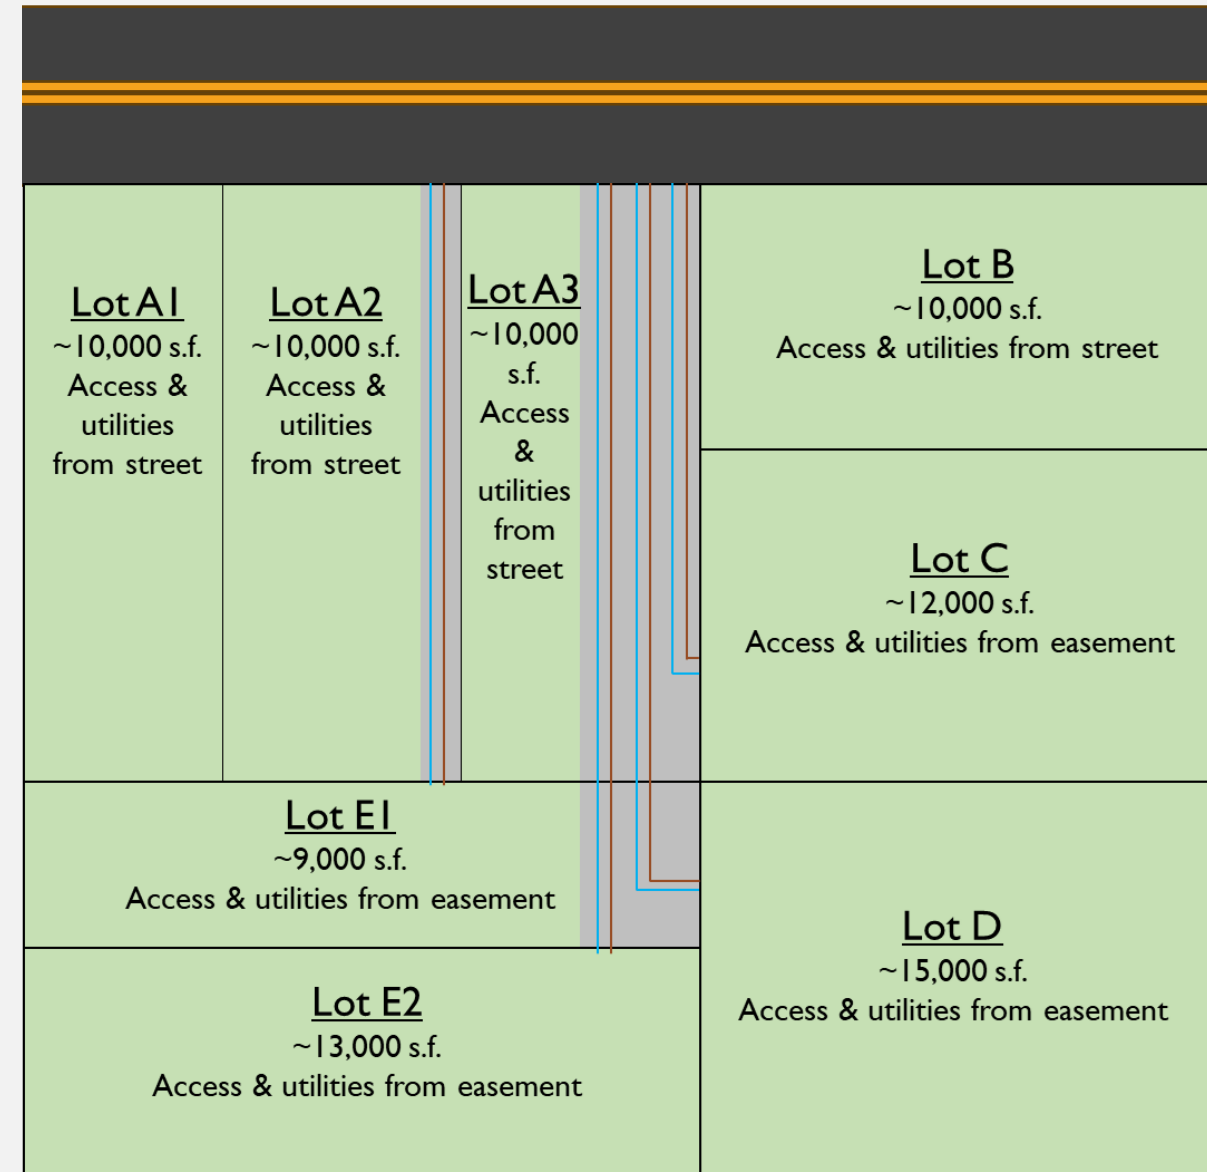 Lot A1
~10,000 s.f.
Access &
utilities
from street
Lot A2
~10,000 s.f.
Access &
utilities
from street
Lot A3
~10,000
s.f.
Access
&
utilities
from
street
Lot B
~10,000 s.f.
Access & utilities from street
Lot C
~12,000 s.f.
Access & utilities from easement
Lot E1
~9,000 s.f.
Access & utilities from easement
Lot D
~15,000 s.f.
Access & utilities from easement
Lot E2
~13,000 s.f.
Access & utilities from easement